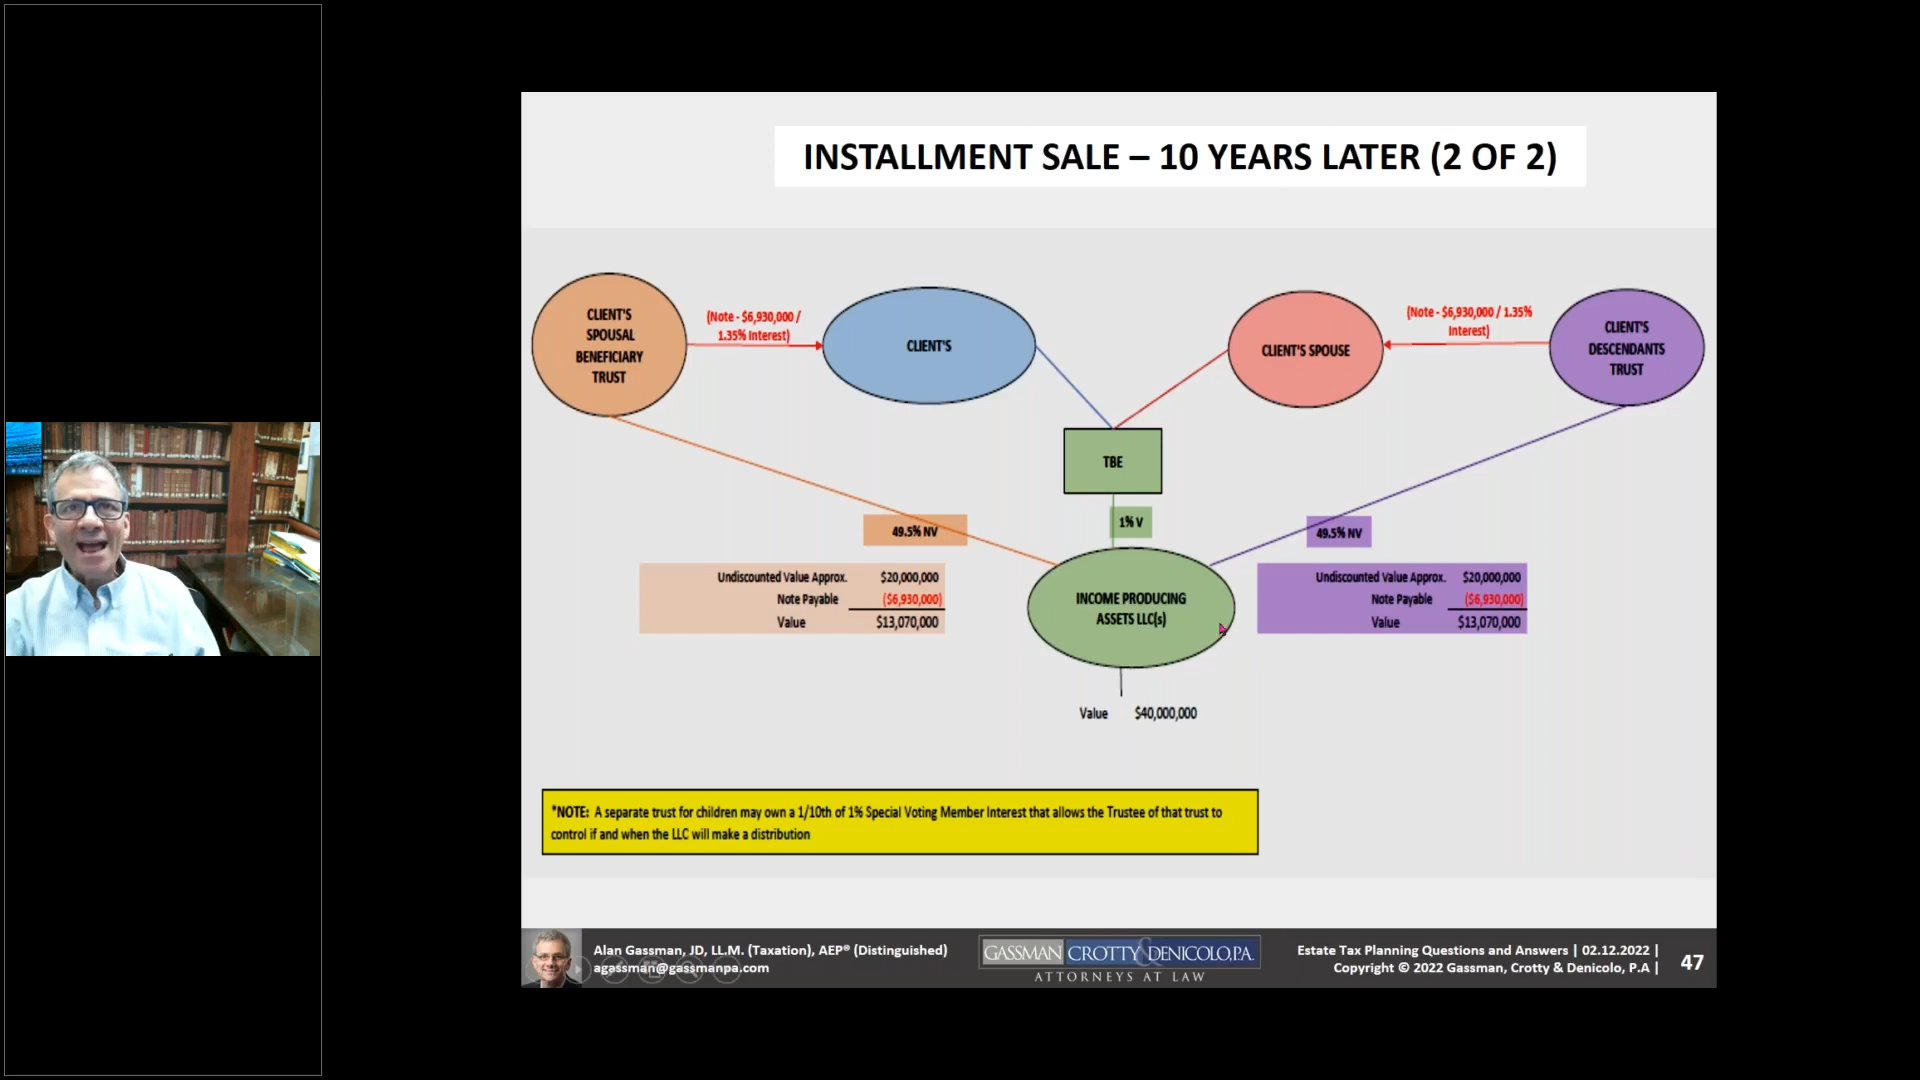 INSTALLMENT SALE – 10 YEARS LATER (2 OF 2)
CLIENT'S
SPOUSAL
BENEFICIARY
TRUST
(Note - $6,930,000 /
1.35% Interest)
CLIENT'S
CLIENT'S SPOUSE
(Note - $6,930,000 / 1.35%
Interest)
CLIENT'S
DESCENDANTS
TRUST
TBE
1% V
49.5% NV
49.5% NV
Undiscounted Value Approx. $20,000,000
Note Payable ($6,930,000)
Value $13,070,000
INCOME PRODUCING
ASSETS LLC(s)
Undiscounted Value Approx. $20,000,000
Note Payable ($6,930,000)
Value $13,070,000
Value $40,000,000
*NOTE: A separate trust for children may own a 1/10th of 1% Special Voting Member Interest that allows the Trustee of that trust to
control if and when the LLC will make a distribution
Alan Gassman, JD, LL.M. (Taxation), AEP® (Distinguished)
agassman@gassmanpa.com
GASSMAN CROTTY & DENICOLO, P.A.
ATTORNEYS AT LAW
Estate Tax Planning Questions and Answers | 02.12.2022 |
Copyright © 2022 Gassman, Crotty & Denicolo, P.A |
47